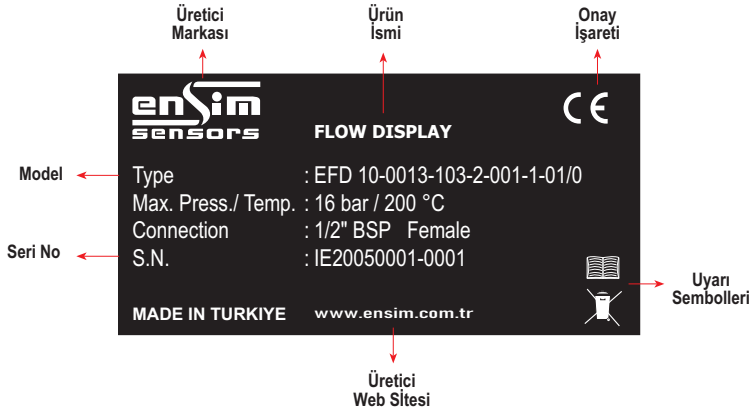 Üretici
Markası
Ürün
İsmi
Onay
İşareti
ensim
sensors
FLOW DISPLAY
CE
Model
Type : EFD 10-0013-103-2-001-1-01/0
Max. Press./ Temp. : 16 bar / 200 °C
Connection : 1/2" BSP Female
Seri No
S.N. : IE20050001-0001
Uyarı
Sembolleri
MADE IN TURKIYE www.ensim.com.tr
Üretici
Web Sİtesi